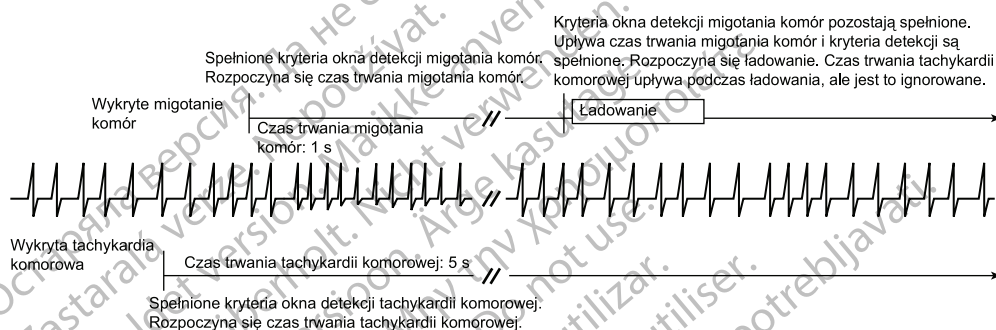 Kryteria okna detekcji migotania komór pozostają spełnione.
Upływa czas trwania migotania komór i kryteria detekcji są
spełnione. Rozpoczyna się ładowanie. Czas trwania tachykardii
komorowej upływa podczas ładowania, ale jest to ignorowane.
Spełnione kryteria okna detekcji migotania komór.
Rozpoczyna się czas trwania migotania komór.
Wykryte migotanie
komór
Ładowanie
Czas trwania migotania
komór: 1 s
Wykryta tachykardia
komorowa
Czas trwania tachykardii komorowej: 5 s
Spełnione kryteria okna detekcji tachykardii komorowej.
Rozpoczyna się czas trwania tachykardii komorowej.